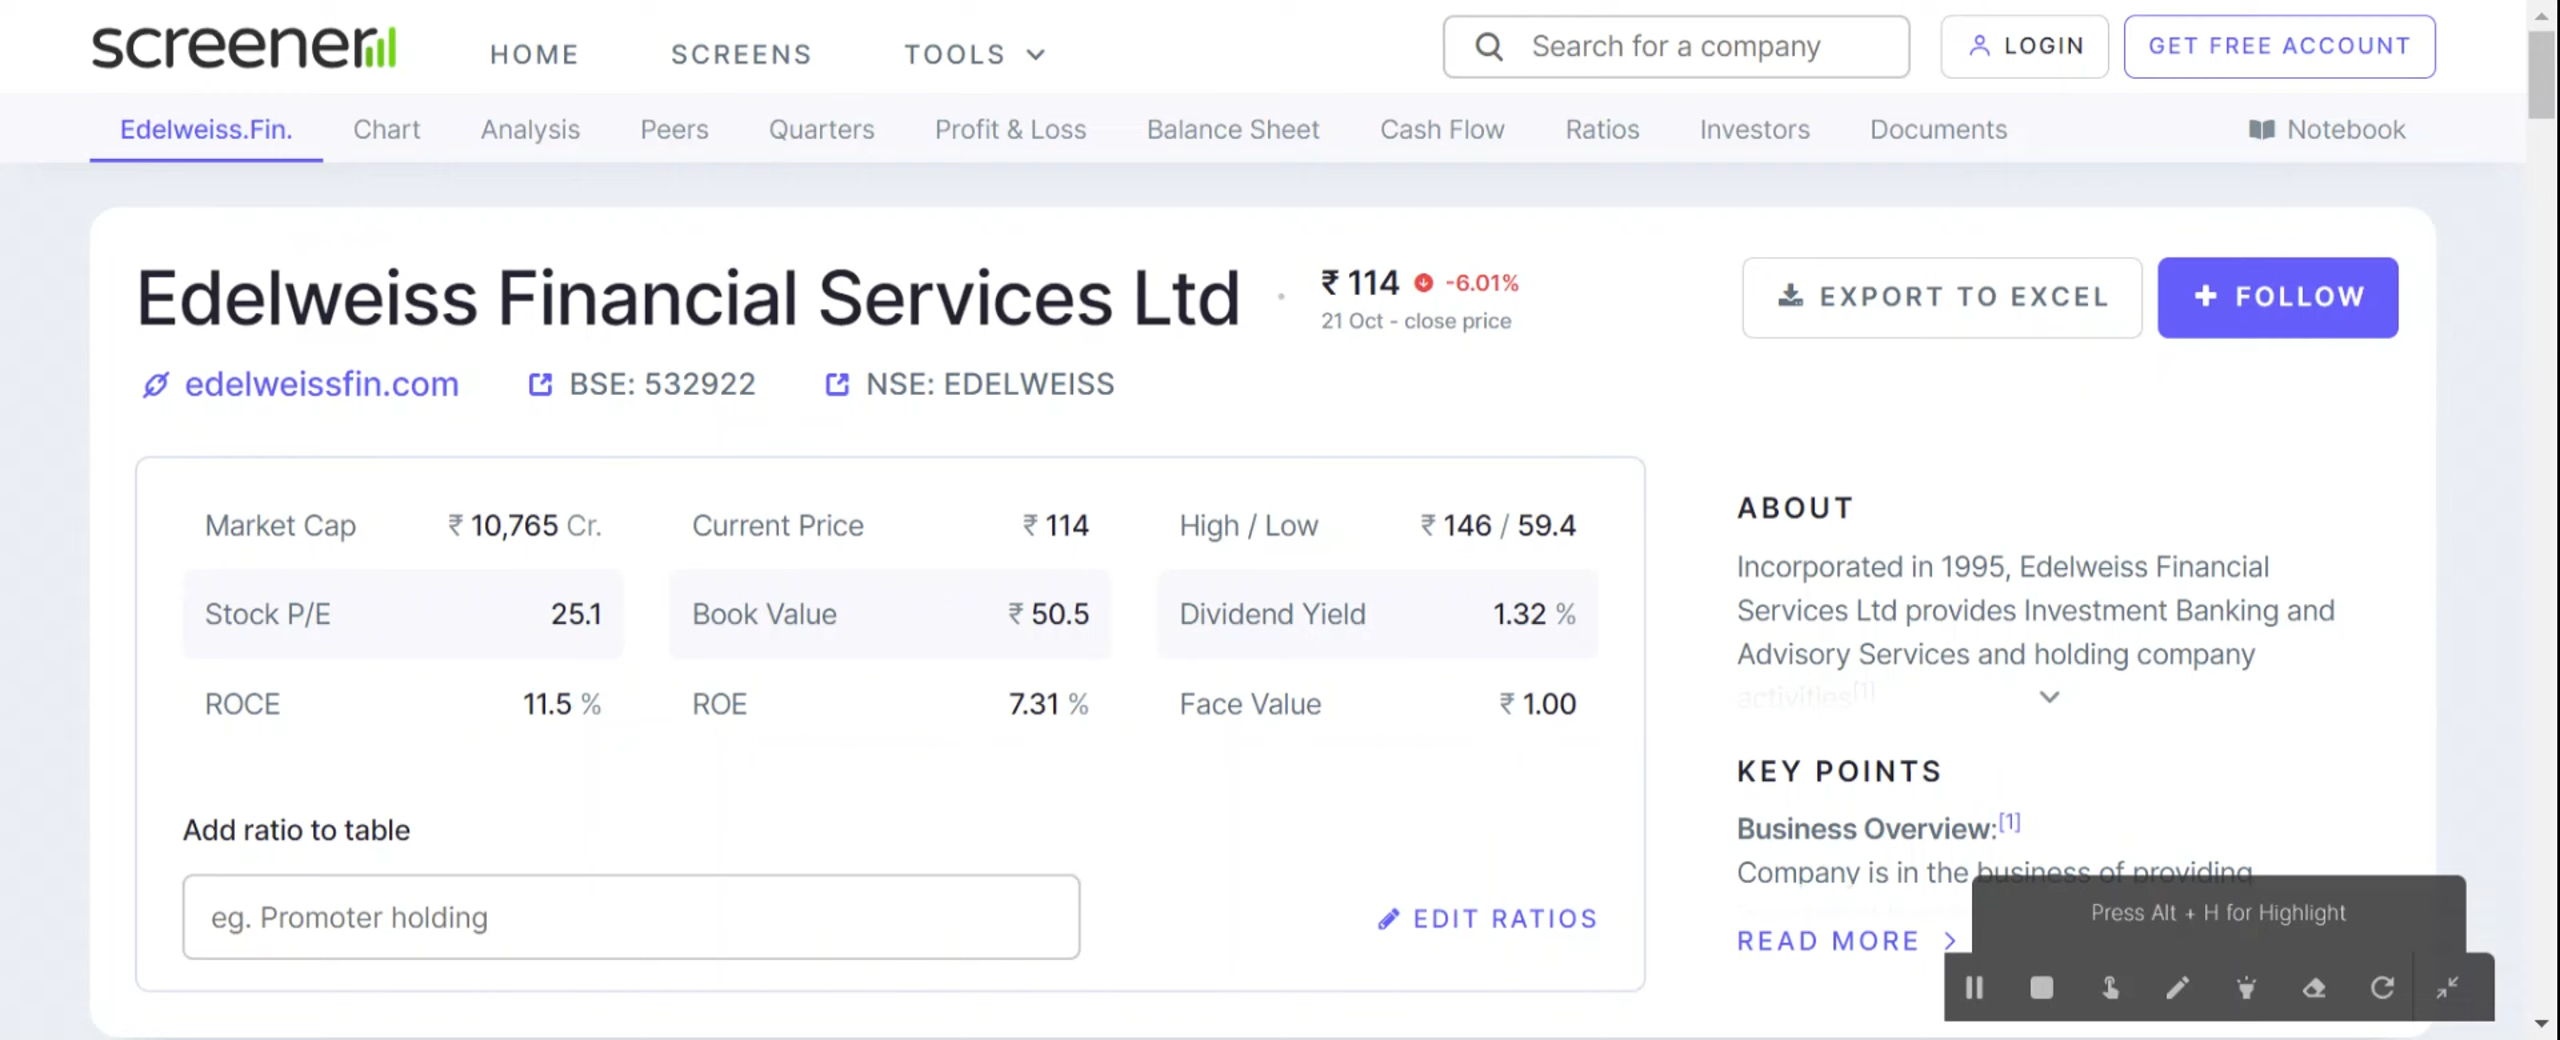 screener
HOME SCREENS TOOLS
Search for a company
LOGIN
GET FREE ACCOUNT
Edelweiss.Fin. Chart Analysis Peers Quarters Profit & Loss Balance Sheet Cash Flow Ratios Investors Documents Notebook
Edelweiss Financial Services Ltd
₹ 114 -6.01%
21 Oct - close price
EXPORT TO EXCEL
+ FOLLOW
edelweissfin.com BSE: 532922 NSE: EDELWEISS
Market Cap ₹ 10,765 Cr.
Current Price ₹ 114
High / Low ₹ 146 / 59.4
Stock P/E 25.1
Book Value ₹ 50.5
Dividend Yield 1.32 %
ROCE 11.5 %
ROE 7.31 %
Face Value ₹ 1.00
Add ratio to table
eg. Promoter holding
EDIT RATIOS
ABOUT
Incorporated in 1995, Edelweiss Financial
Services Ltd provides Investment Banking and
Advisory Services and holding company
activities[1]
KEY POINTS
Business Overview:[1]
Company is in the business of providing
READ MORE
Press Alt + H for Highlight